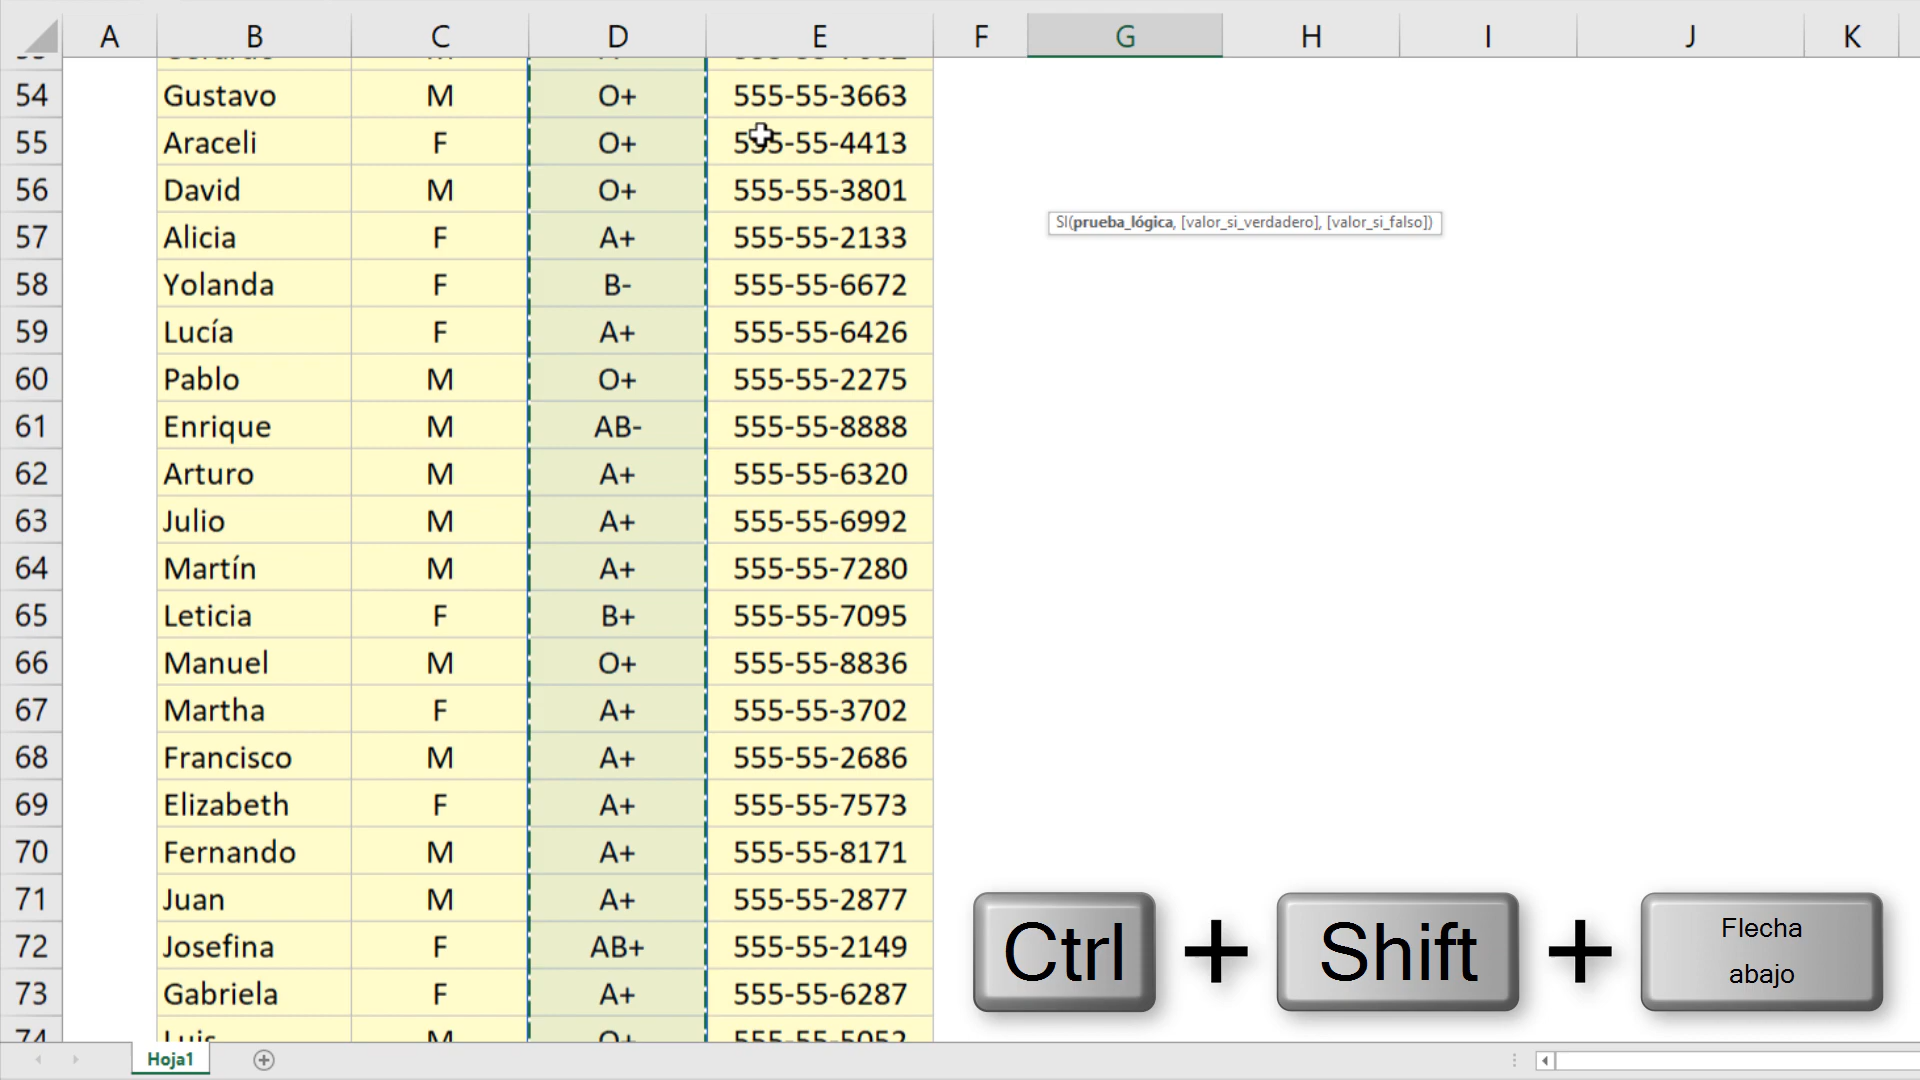 A B C D E F G H I J K
54 Gustavo M O+ 555-55-3663
55 Araceli F O+ 555-55-4413
56 David M O+ 555-55-3801
57 Alicia F A+ 555-55-2133
58 Yolanda F B- 555-55-6672
59 Lucía F A+ 555-55-6426
60 Pablo M O+ 555-55-2275
61 Enrique M AB- 555-55-8888
62 Arturo M A+ 555-55-6320
63 Julio M A+ 555-55-6992
64 Martín M A+ 555-55-7280
65 Leticia F B+ 555-55-7095
66 Manuel M O+ 555-55-8836
67 Martha F A+ 555-55-3702
68 Francisco M A+ 555-55-2686
69 Elizabeth F A+ 555-55-7573
70 Fernando M A+ 555-55-8171
71 Juan M A+ 555-55-2877
72 Josefina F AB+ 555-55-2149
73 Gabriela F A+ 555-55-6287
74 Luis M O+ 555-55-5052
SI(prueba_lógica, [valor_si_verdadero], [valor_si_falso])
Ctrl + Shift + Flecha
abajo
Hoja1